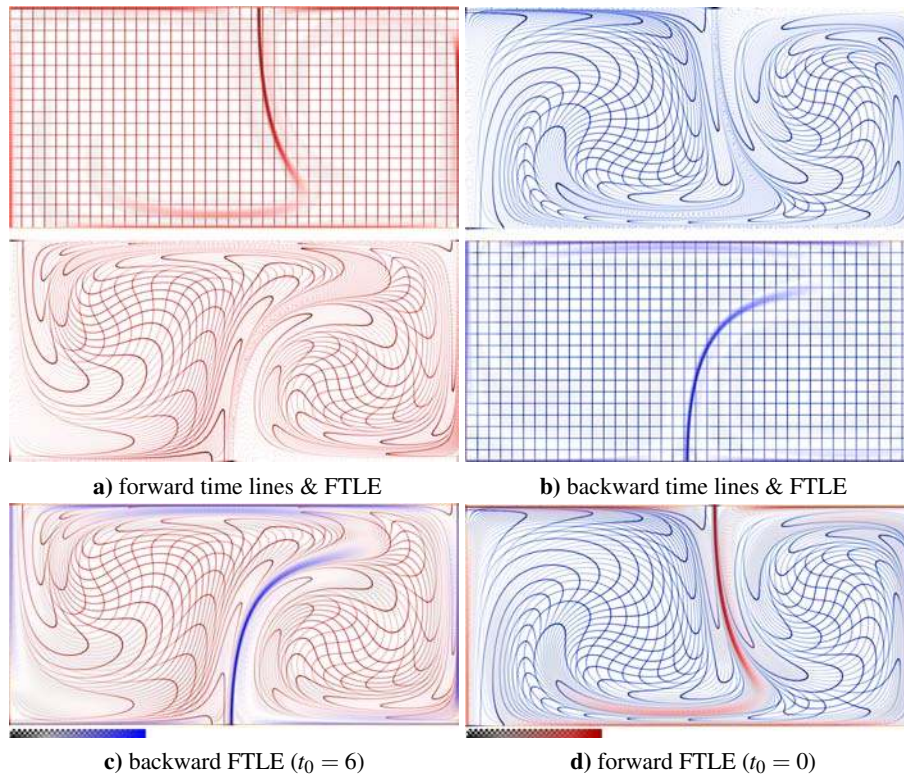 a) forward time lines & FTLE
b) backward time lines & FTLE
c) backward FTLE (t₀ = 6)
d) forward FTLE (t₀ = 0)